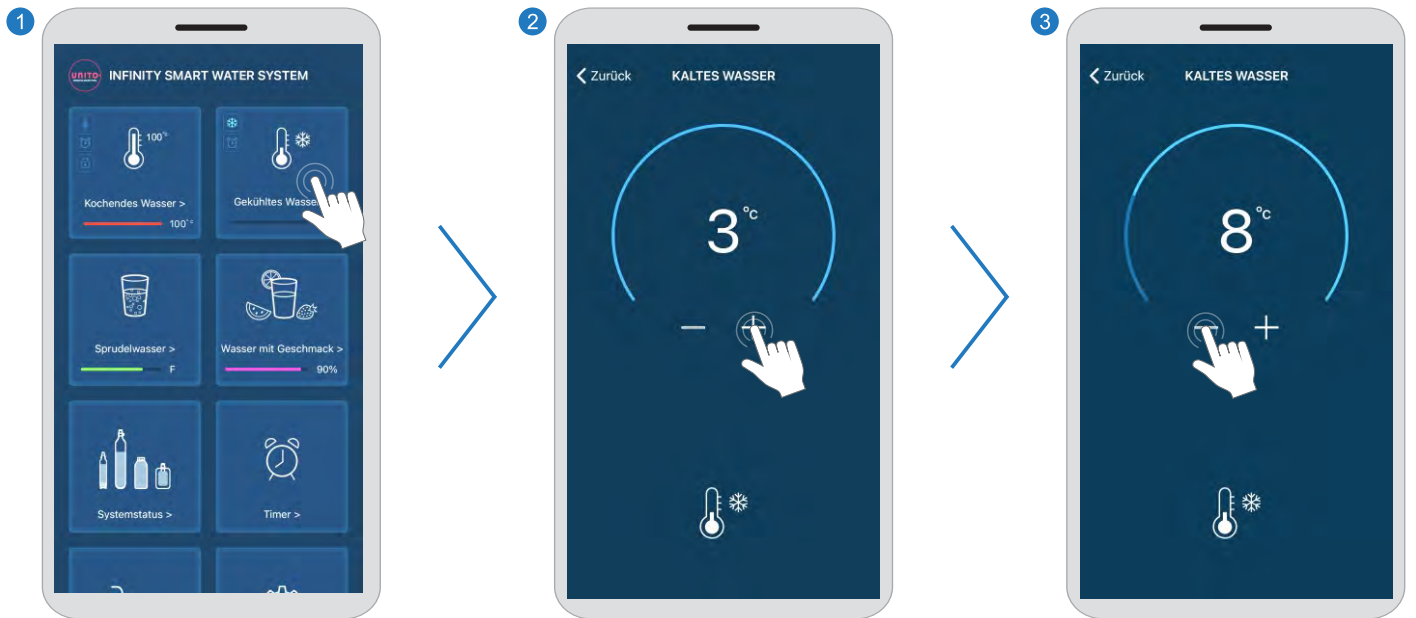 1
UNITO
INFINITY SMART WATER SYSTEM
100°C
Kochendes Wasser >
100°C
Gekühltes Wasser
Sprudelwasser >
F
Wasser mit Geschmack >
90%
Systemstatus >
Timer >
2
Zurück
KALTES WASSER
3°C
− +
3
Zurück
KALTES WASSER
8°C
− +